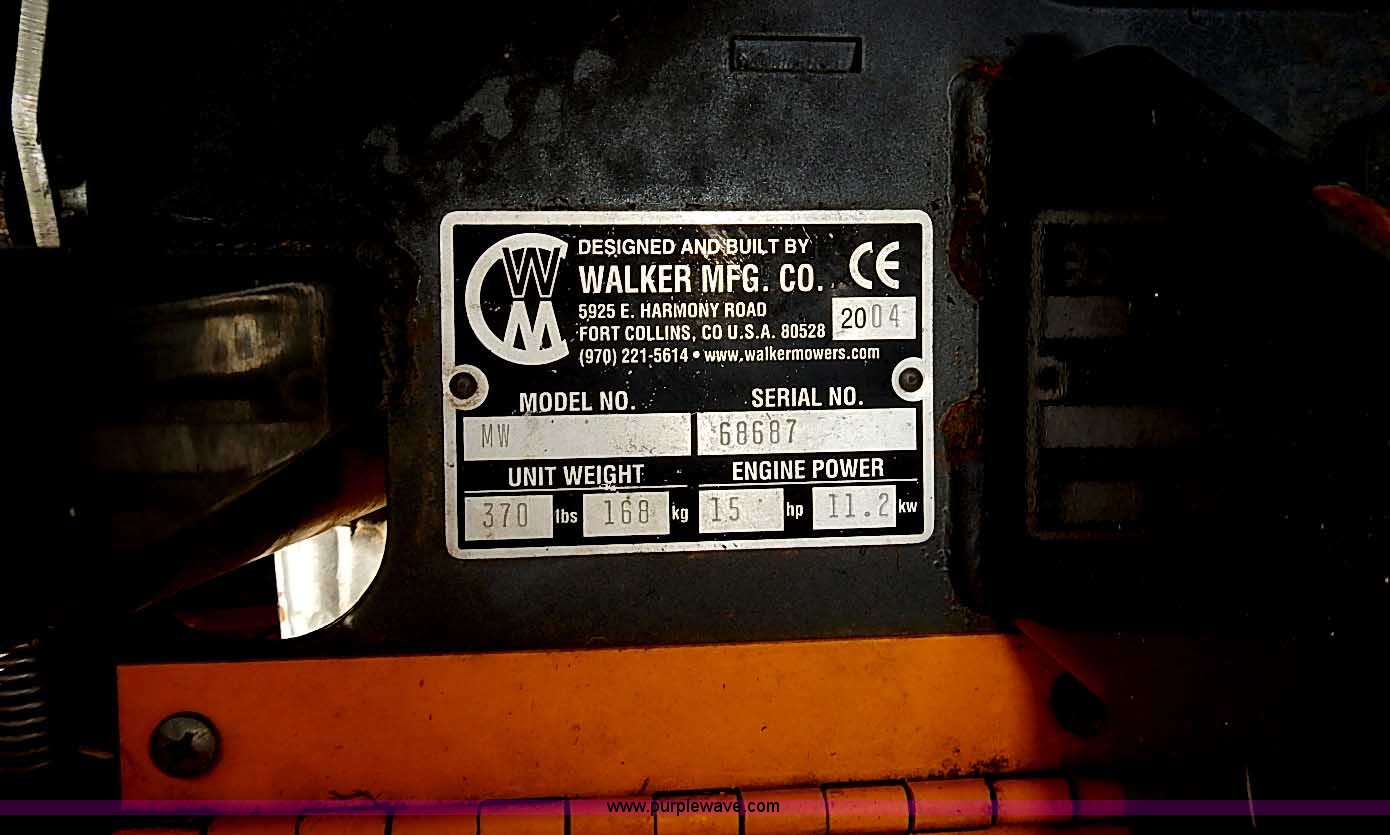 WM
DESIGNED AND BUILT BY
WALKER MFG. CO.
CE
5925 E. HARMONY ROAD
FORT COLLINS, CO U.S.A. 80528
2004
(970) 221-5614 • www.walkermowers.com
MODEL NO. SERIAL NO.
MW 68687
UNIT WEIGHT ENGINE POWER
370 lbs 168 kg 15 hp 11.2 kw
www.purplewave.com